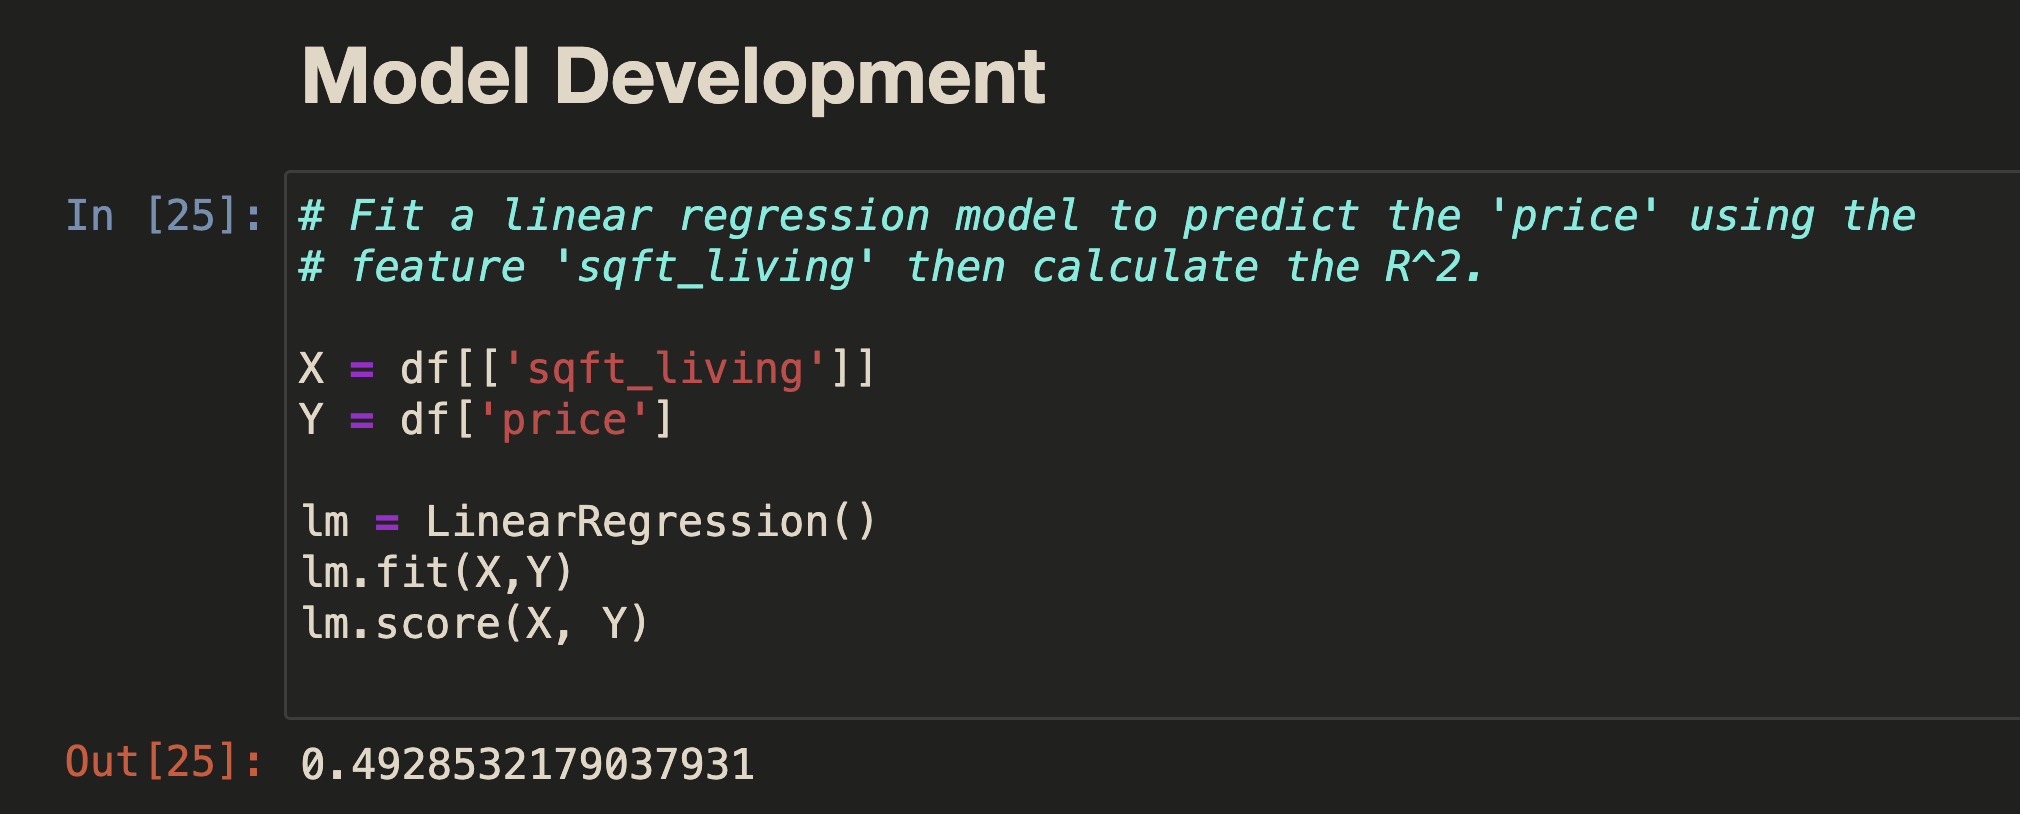 Model Development
In [25]:
# Fit a linear regression model to predict the 'price' using the
# feature 'sqft_living' then calculate the R^2.
X = df[['sqft_living']]
Y = df['price']
lm = LinearRegression()
lm.fit(X,Y)
lm.score(X, Y)
Out[25]:
0.4928532179037931